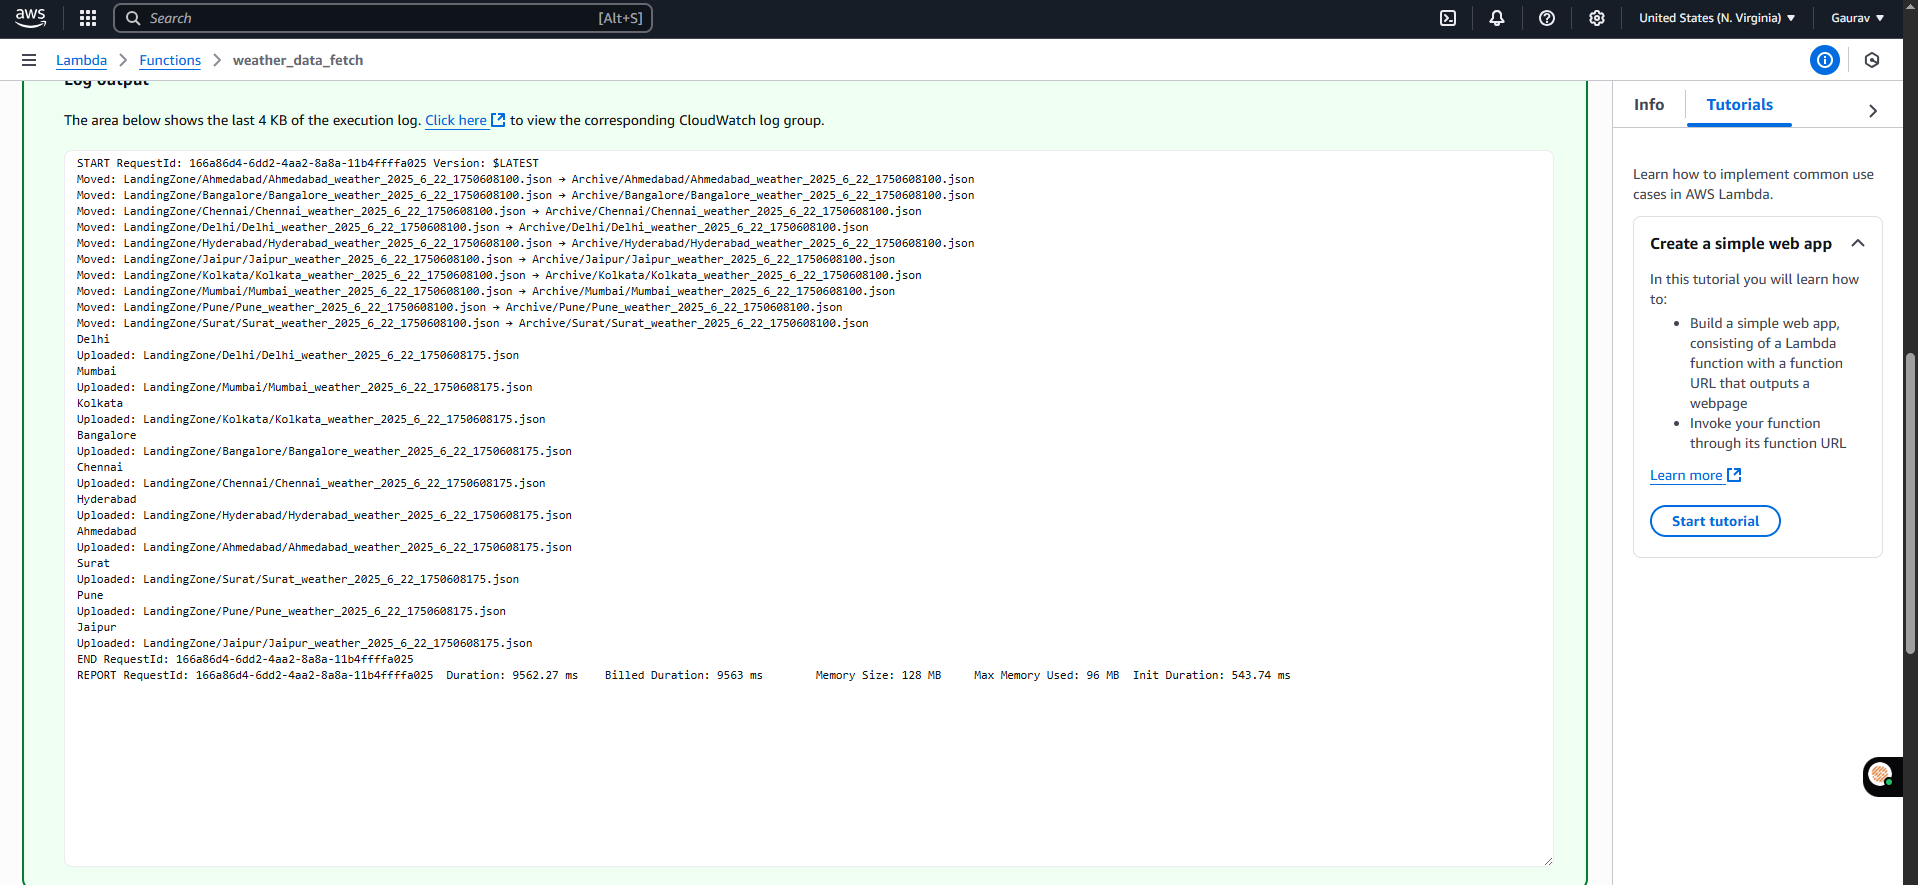 aws
Search
[Alt+S]
United States (N. Virginia)
Gaurav
Lambda
Functions
weather_data_fetch
Log output
The area below shows the last 4 KB of the execution log. Click here to view the corresponding CloudWatch log group.
START RequestId: 166a86d4-6dd2-4aa2-8a8a-11b4ffffa025 Version: $LATEST
Moved: LandingZone/Ahmedabad/Ahmedabad_weather_2025_6_22_1750608100.json → Archive/Ahmedabad/Ahmedabad_weather_2025_6_22_1750608100.json
Moved: LandingZone/Bangalore/Bangalore_weather_2025_6_22_1750608100.json → Archive/Bangalore/Bangalore_weather_2025_6_22_1750608100.json
Moved: LandingZone/Chennai/Chennai_weather_2025_6_22_1750608100.json → Archive/Chennai/Chennai_weather_2025_6_22_1750608100.json
Moved: LandingZone/Delhi/Delhi_weather_2025_6_22_1750608100.json → Archive/Delhi/Delhi_weather_2025_6_22_1750608100.json
Moved: LandingZone/Hyderabad/Hyderabad_weather_2025_6_22_1750608100.json → Archive/Hyderabad/Hyderabad_weather_2025_6_22_1750608100.json
Moved: LandingZone/Jaipur/Jaipur_weather_2025_6_22_1750608100.json → Archive/Jaipur/Jaipur_weather_2025_6_22_1750608100.json
Moved: LandingZone/Kolkata/Kolkata_weather_2025_6_22_1750608100.json → Archive/Kolkata/Kolkata_weather_2025_6_22_1750608100.json
Moved: LandingZone/Mumbai/Mumbai_weather_2025_6_22_1750608100.json → Archive/Mumbai/Mumbai_weather_2025_6_22_1750608100.json
Moved: LandingZone/Pune/Pune_weather_2025_6_22_1750608100.json → Archive/Pune/Pune_weather_2025_6_22_1750608100.json
Moved: LandingZone/Surat/Surat_weather_2025_6_22_1750608100.json → Archive/Surat/Surat_weather_2025_6_22_1750608100.json
Delhi
Uploaded: LandingZone/Delhi/Delhi_weather_2025_6_22_1750608175.json
Mumbai
Uploaded: LandingZone/Mumbai/Mumbai_weather_2025_6_22_1750608175.json
Kolkata
Uploaded: LandingZone/Kolkata/Kolkata_weather_2025_6_22_1750608175.json
Bangalore
Uploaded: LandingZone/Bangalore/Bangalore_weather_2025_6_22_1750608175.json
Chennai
Uploaded: LandingZone/Chennai/Chennai_weather_2025_6_22_1750608175.json
Hyderabad
Uploaded: LandingZone/Hyderabad/Hyderabad_weather_2025_6_22_1750608175.json
Ahmedabad
Uploaded: LandingZone/Ahmedabad/Ahmedabad_weather_2025_6_22_1750608175.json
Surat
Uploaded: LandingZone/Surat/Surat_weather_2025_6_22_1750608175.json
Pune
Uploaded: LandingZone/Pune/Pune_weather_2025_6_22_1750608175.json
Jaipur
Uploaded: LandingZone/Jaipur/Jaipur_weather_2025_6_22_1750608175.json
END RequestId: 166a86d4-6dd2-4aa2-8a8a-11b4ffffa025
REPORT RequestId: 166a86d4-6dd2-4aa2-8a8a-11b4ffffa025 Duration: 9562.27 ms Billed Duration: 9563 ms Memory Size: 128 MB Max Memory Used: 96 MB Init Duration: 543.74 ms
Info
Tutorials
Learn how to implement common use
cases in AWS Lambda.
Create a simple web app
In this tutorial you will learn how
to:
• Build a simple web app,
consisting of a Lambda
function with a function
URL that outputs a
webpage
• Invoke your function
through its function URL
Learn more
Start tutorial